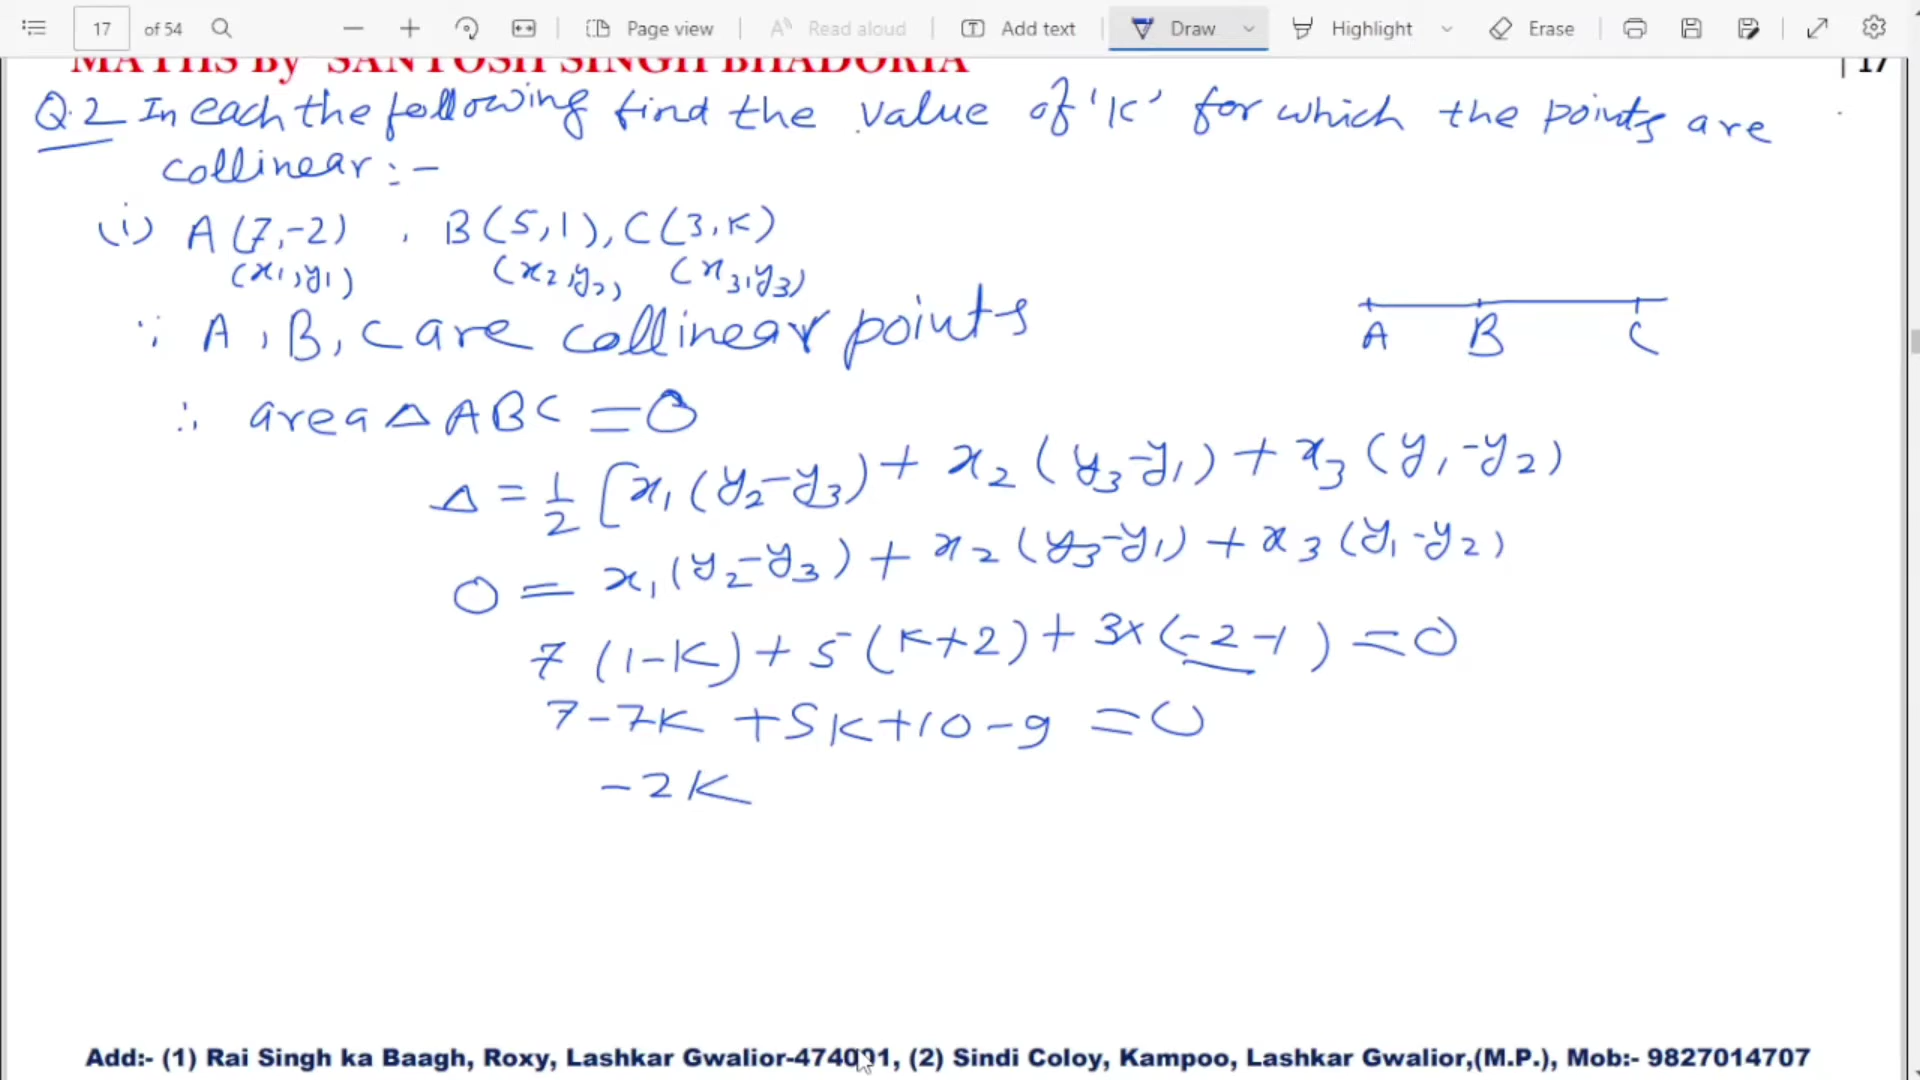 17 of 54 Page view Read aloud Add text Draw Highlight Erase
MATHS By SANTOSH SINGH BHADORIA | 17
Q.2 In each the following find the value of 'K' for which the points are
collinear :-
(i) A (7,-2) , B (5,1), C (3,K)
(x1,y1) (x2,y2) (x3,y3)
∵ A, B, C are collinear points
A B C
∴ area △ ABC = 0
△ = 1/2 [x1 (y2-y3) + x2 (y3-y1) + x3 (y1-y2)
0 = x1 (y2-y3) + x2 (y3-y1) + x3 (y1-y2)
7 (1-K) + 5 (K+2) + 3× (-2-1) = 0
7-7K +5K+10-9 = 0
-2K
Add:- (1) Rai Singh ka Baagh, Roxy, Lashkar Gwalior-474001, (2) Sindi Coloy, Kampoo, Lashkar Gwalior,(M.P.), Mob:- 9827014707